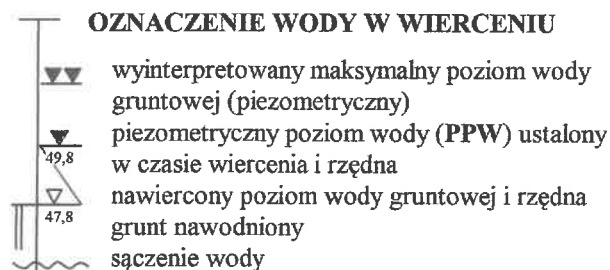 OZNACZENIE WODY W WIERCENIU
wyinterpretowany maksymalny poziom wody
gruntowej (piezometryczny)
piezometryczny poziom wody (PPW) ustalony
49,8
w czasie wiercenia i rzędna
nawiercony poziom wody gruntowej i rzędna
47,8
grunt nawodniony
sączenie wody